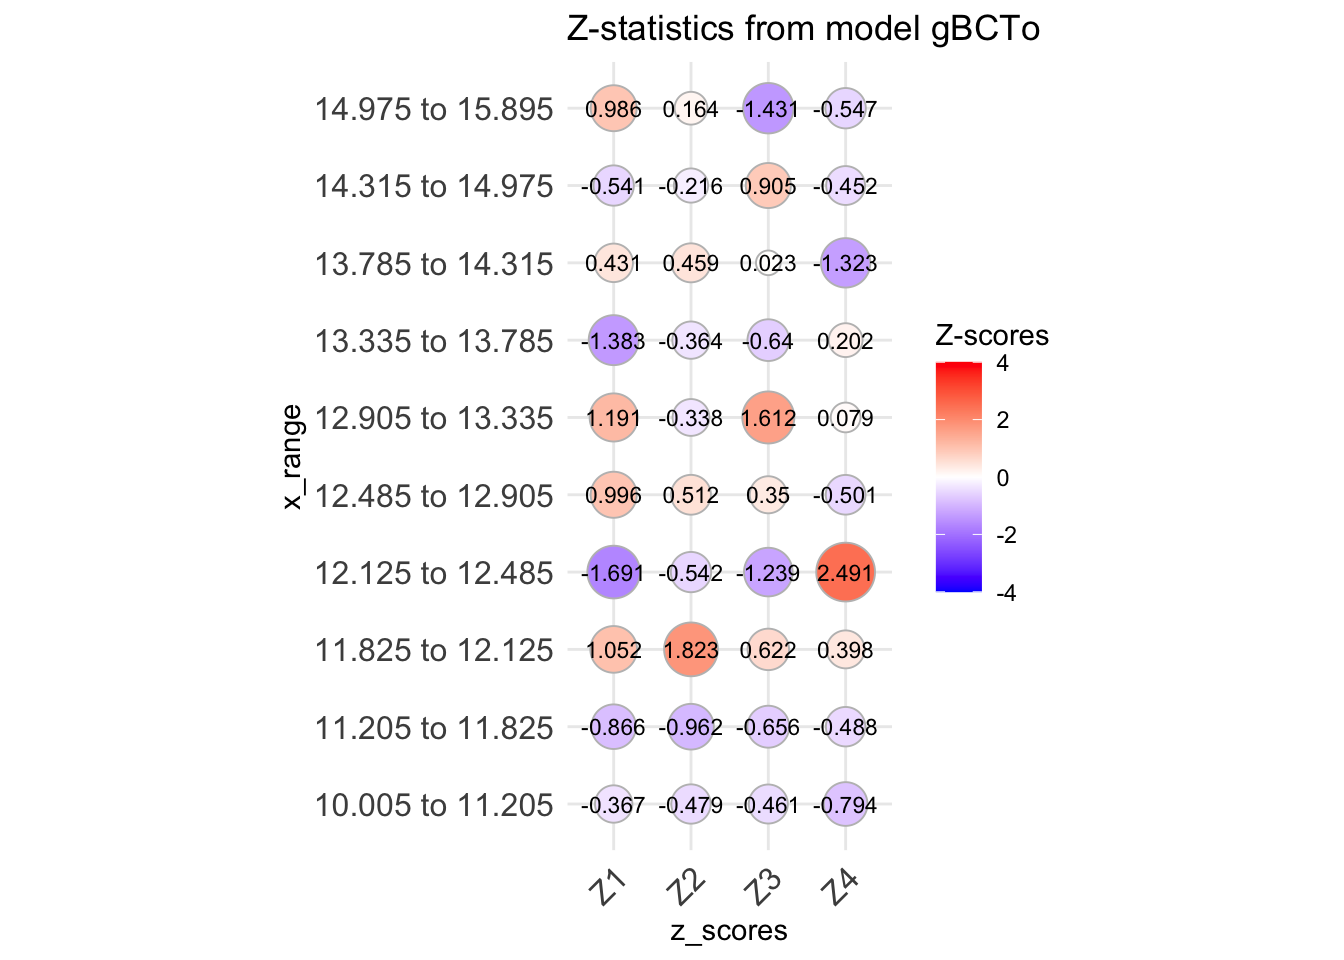 Z-statistics from model gBCTo
14.975 to 15.895 0.986 0.164 -1.431 -0.547
14.315 to 14.975 -0.541 -0.216 0.905 -0.452
13.785 to 14.315 0.431 0.459 0.023 -1.323
13.335 to 13.785 -1.383 -0.364 -0.64 0.202
12.905 to 13.335 1.191 -0.338 1.612 0.079
12.485 to 12.905 0.996 0.512 0.35 -0.501
12.125 to 12.485 -1.691 -0.542 -1.239 2.491
11.825 to 12.125 1.052 1.823 0.622 0.398
11.205 to 11.825 -0.866 -0.962 -0.656 -0.488
10.005 to 11.205 -0.367 -0.479 -0.461 -0.794
x_range
Z1 Z2 Z3 Z4
z_scores
Z-scores
4
2
0
-2
-4